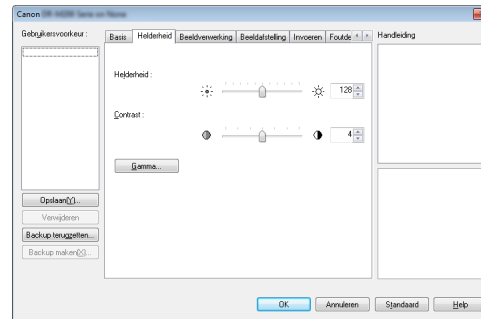 Canon
Gebruikersvoorkeur :
Basis Helderheid Beeldverwerking Beeldafstelling Invoeren Foutde
Handleiding
Helderheid :
128
Contrast :
4
Gamma...
Opslaan(Y)...
Verwijderen
Backup terugzetten...
Backup maken(X)...
OK Annuleren Standaard Help